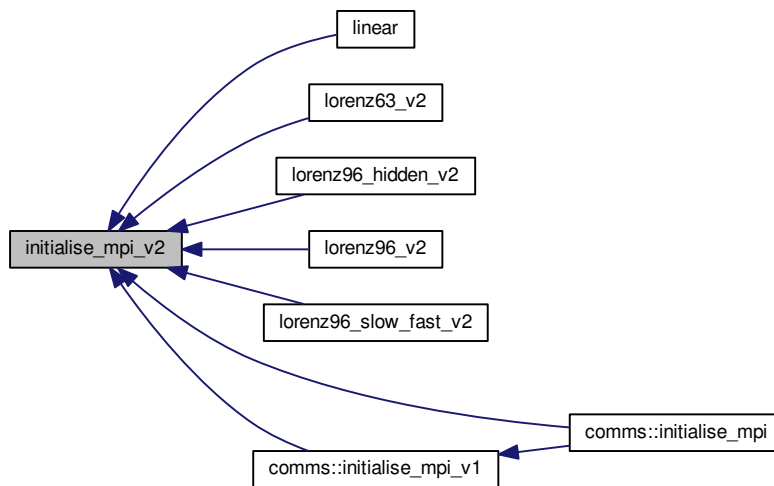 linear
lorenz63_v2
lorenz96_hidden_v2
initialise_mpi_v2
lorenz96_v2
lorenz96_slow_fast_v2
comms::initialise_mpi
comms::initialise_mpi_v1